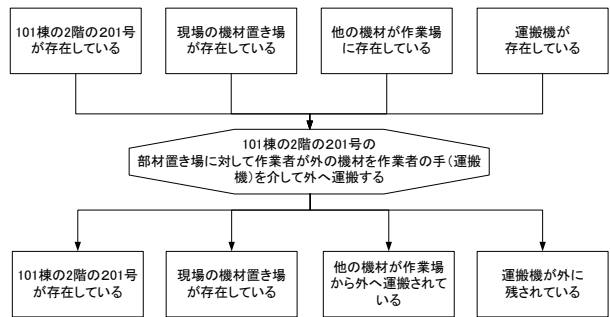 101棟の2階の201号
が存在している
現場の機材置き場
が存在している
他の機材が作業場
に存在している
運搬機が
存在している
101棟の2階の201号の
部材置き場に対して作業者が外の機材を作業者の手(運搬
機)を介して外へ運搬する
101棟の2階の201号
が存在している
現場の機材置き場
が存在している
他の機材が作業場
から外へ運搬されて
いる
運搬機が外に
残されている